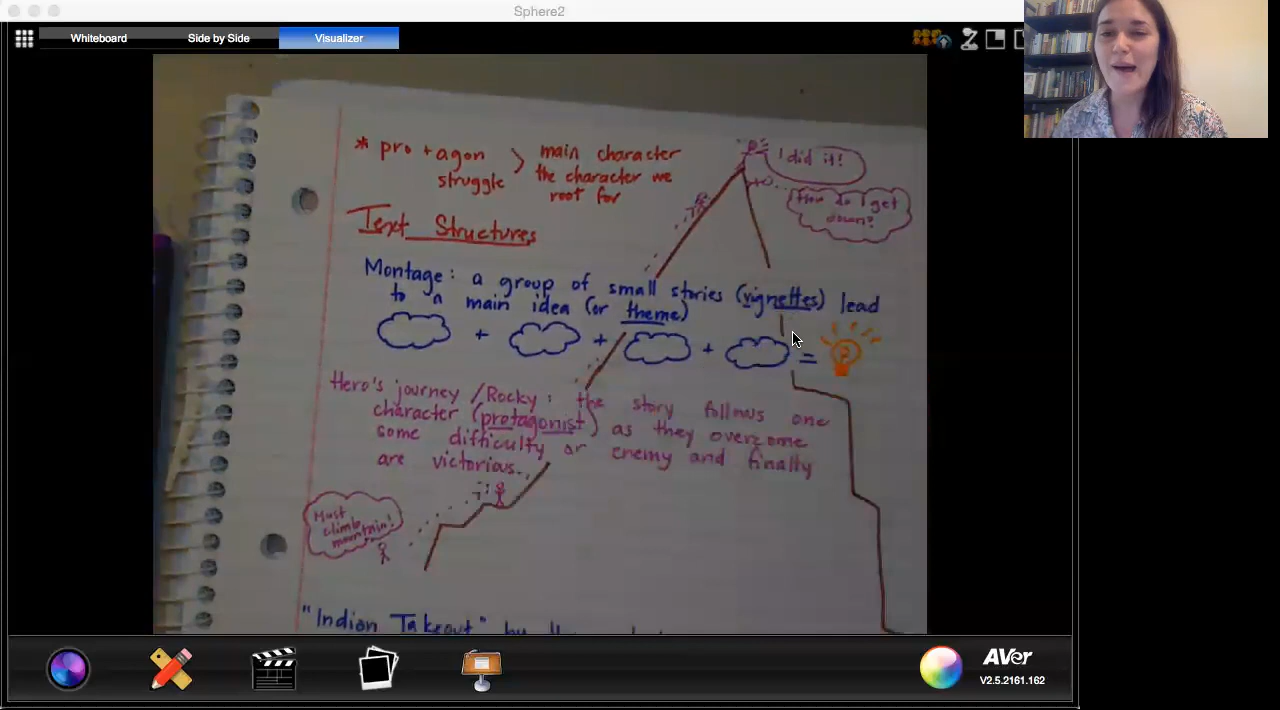 Sphere2
Whiteboard
Side by Side
Visualizer
* pro + agon > main character
struggle the character we
root for
I did it!
How do I get
down?
Text Structures
Montage: a group of small stories (vignettes) lead
to a main idea (or theme)
+ + + =
Hero's journey /Rocky: the story follows one
character (protagonist) as they overcome
some difficulty or enemy and finally
are victorious...
Must
climb
mountain!
"Indian Takeout" by
AVer
V2.5.2161.162